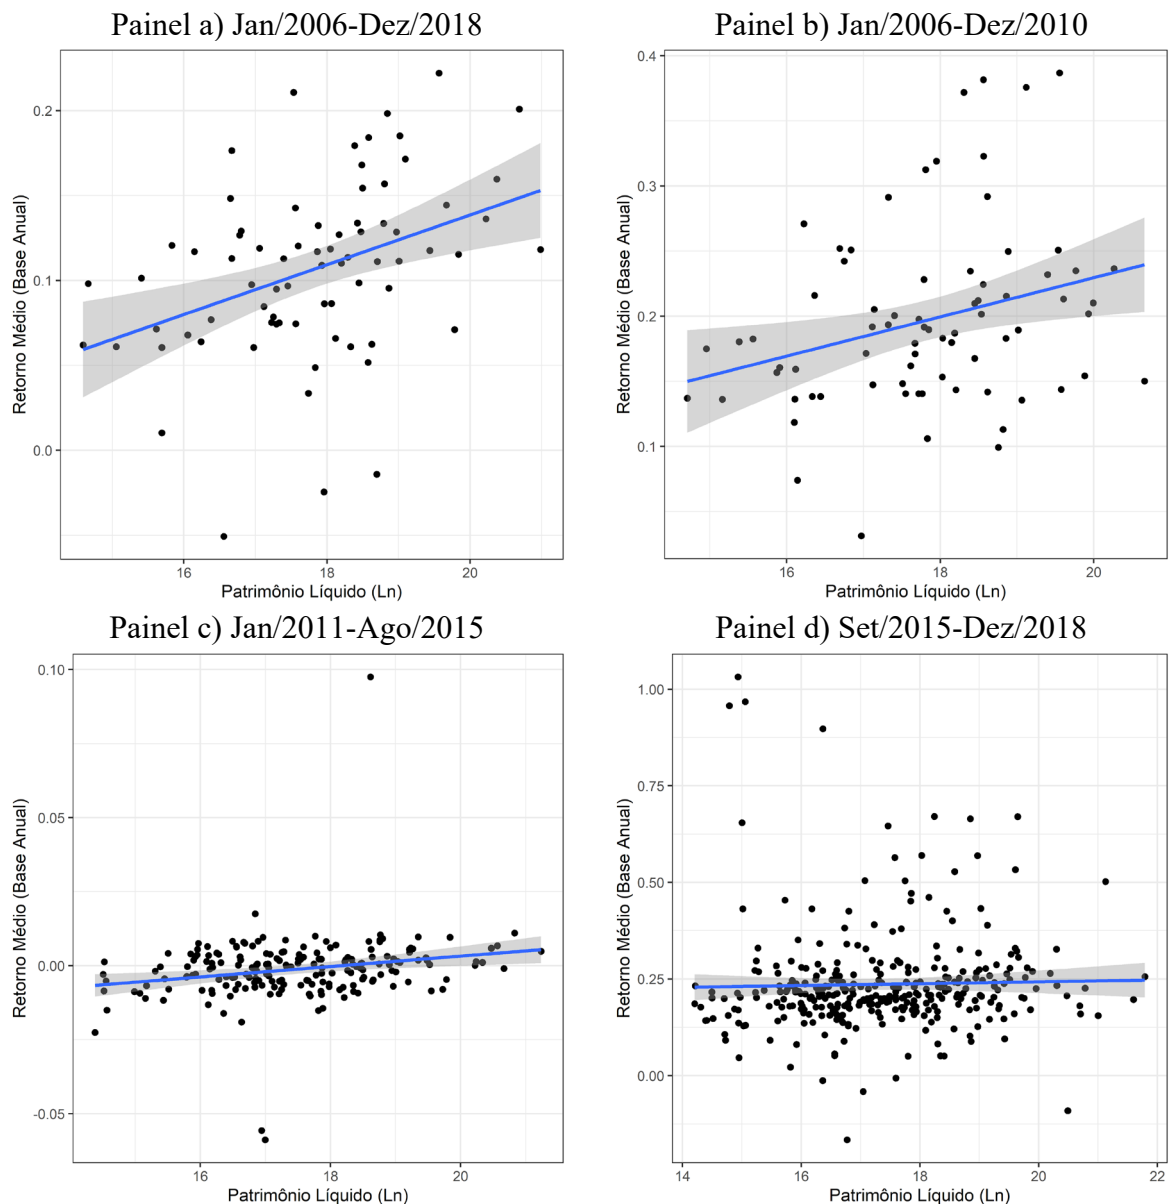 Painel a) Jan/2006-Dez/2018
Retorno Médio (Base Anual)
0.2
0.1
0.0
16 18 20
Patrimônio Líquido (Ln)
Painel b) Jan/2006-Dez/2010
Retorno Médio (Base Anual)
0.4
0.3
0.2
0.1
16 18 20
Patrimônio Líquido (Ln)
Painel c) Jan/2011-Ago/2015
Retorno Médio (Base Anual)
0.10
0.05
0.00
-0.05
16 18 20
Patrimônio Líquido (Ln)
Painel d) Set/2015-Dez/2018
Retorno Médio (Base Anual)
1.00
0.75
0.50
0.25
0.00
14 16 18 20 22
Patrimônio Líquido (Ln)